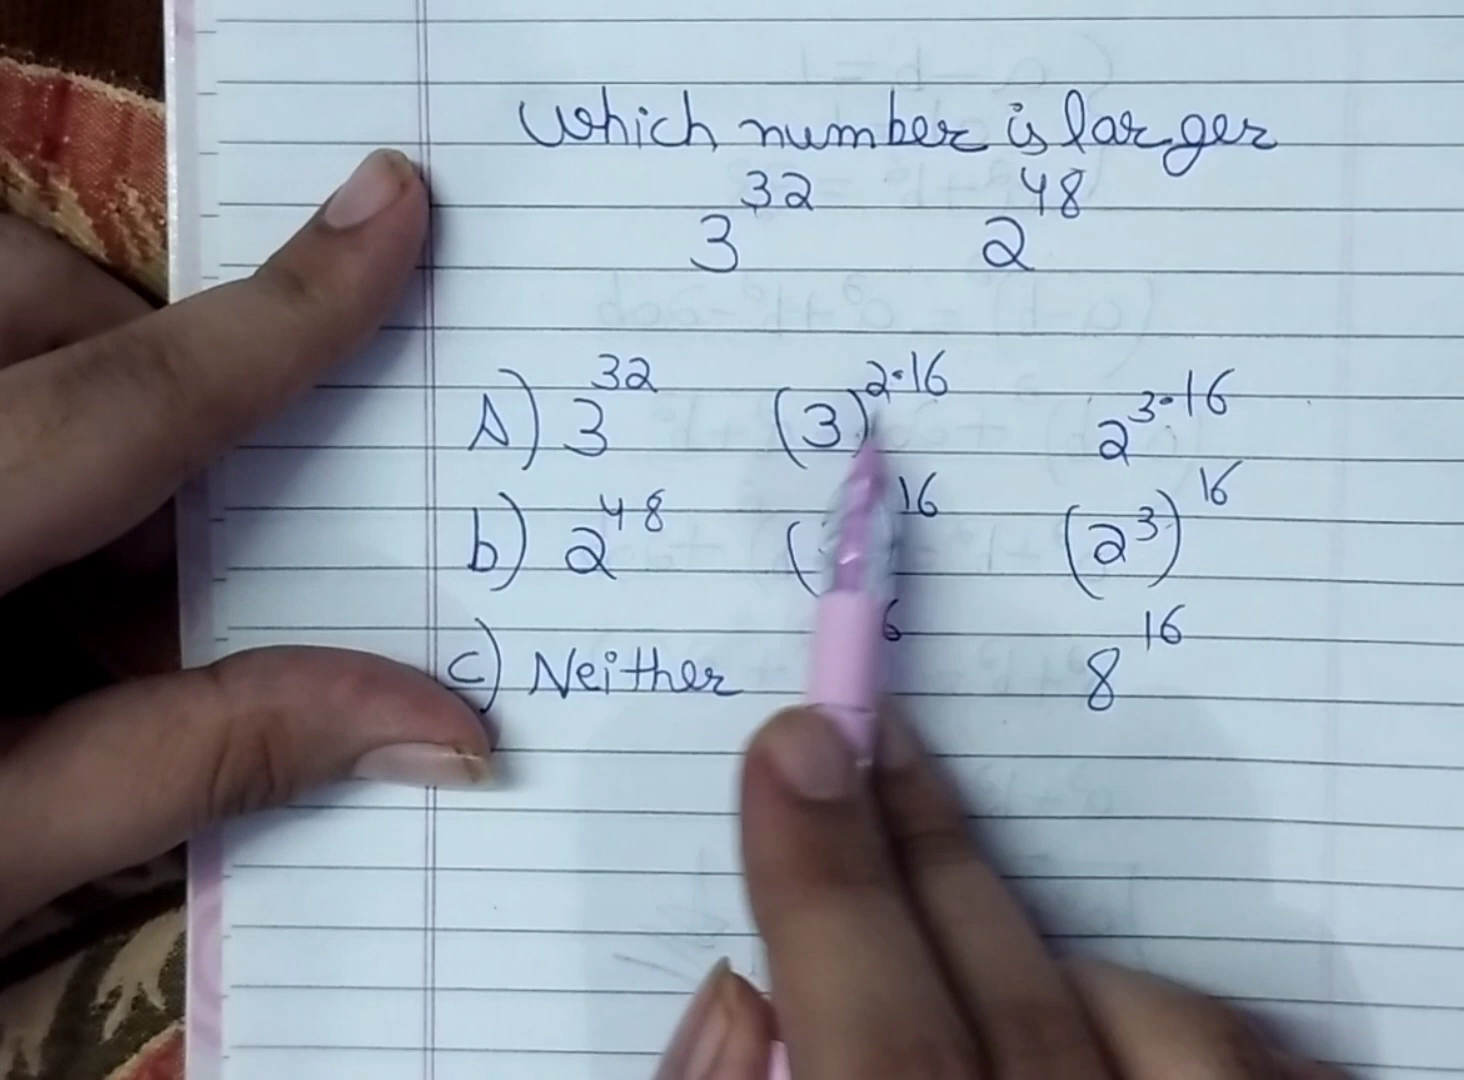 Which number is larger
3^32 2^48
A) 3^32 (3)^2·16 2^3·16
b) 2^48 ( ^16 (2^3)^16
c) Neither 6 8^16